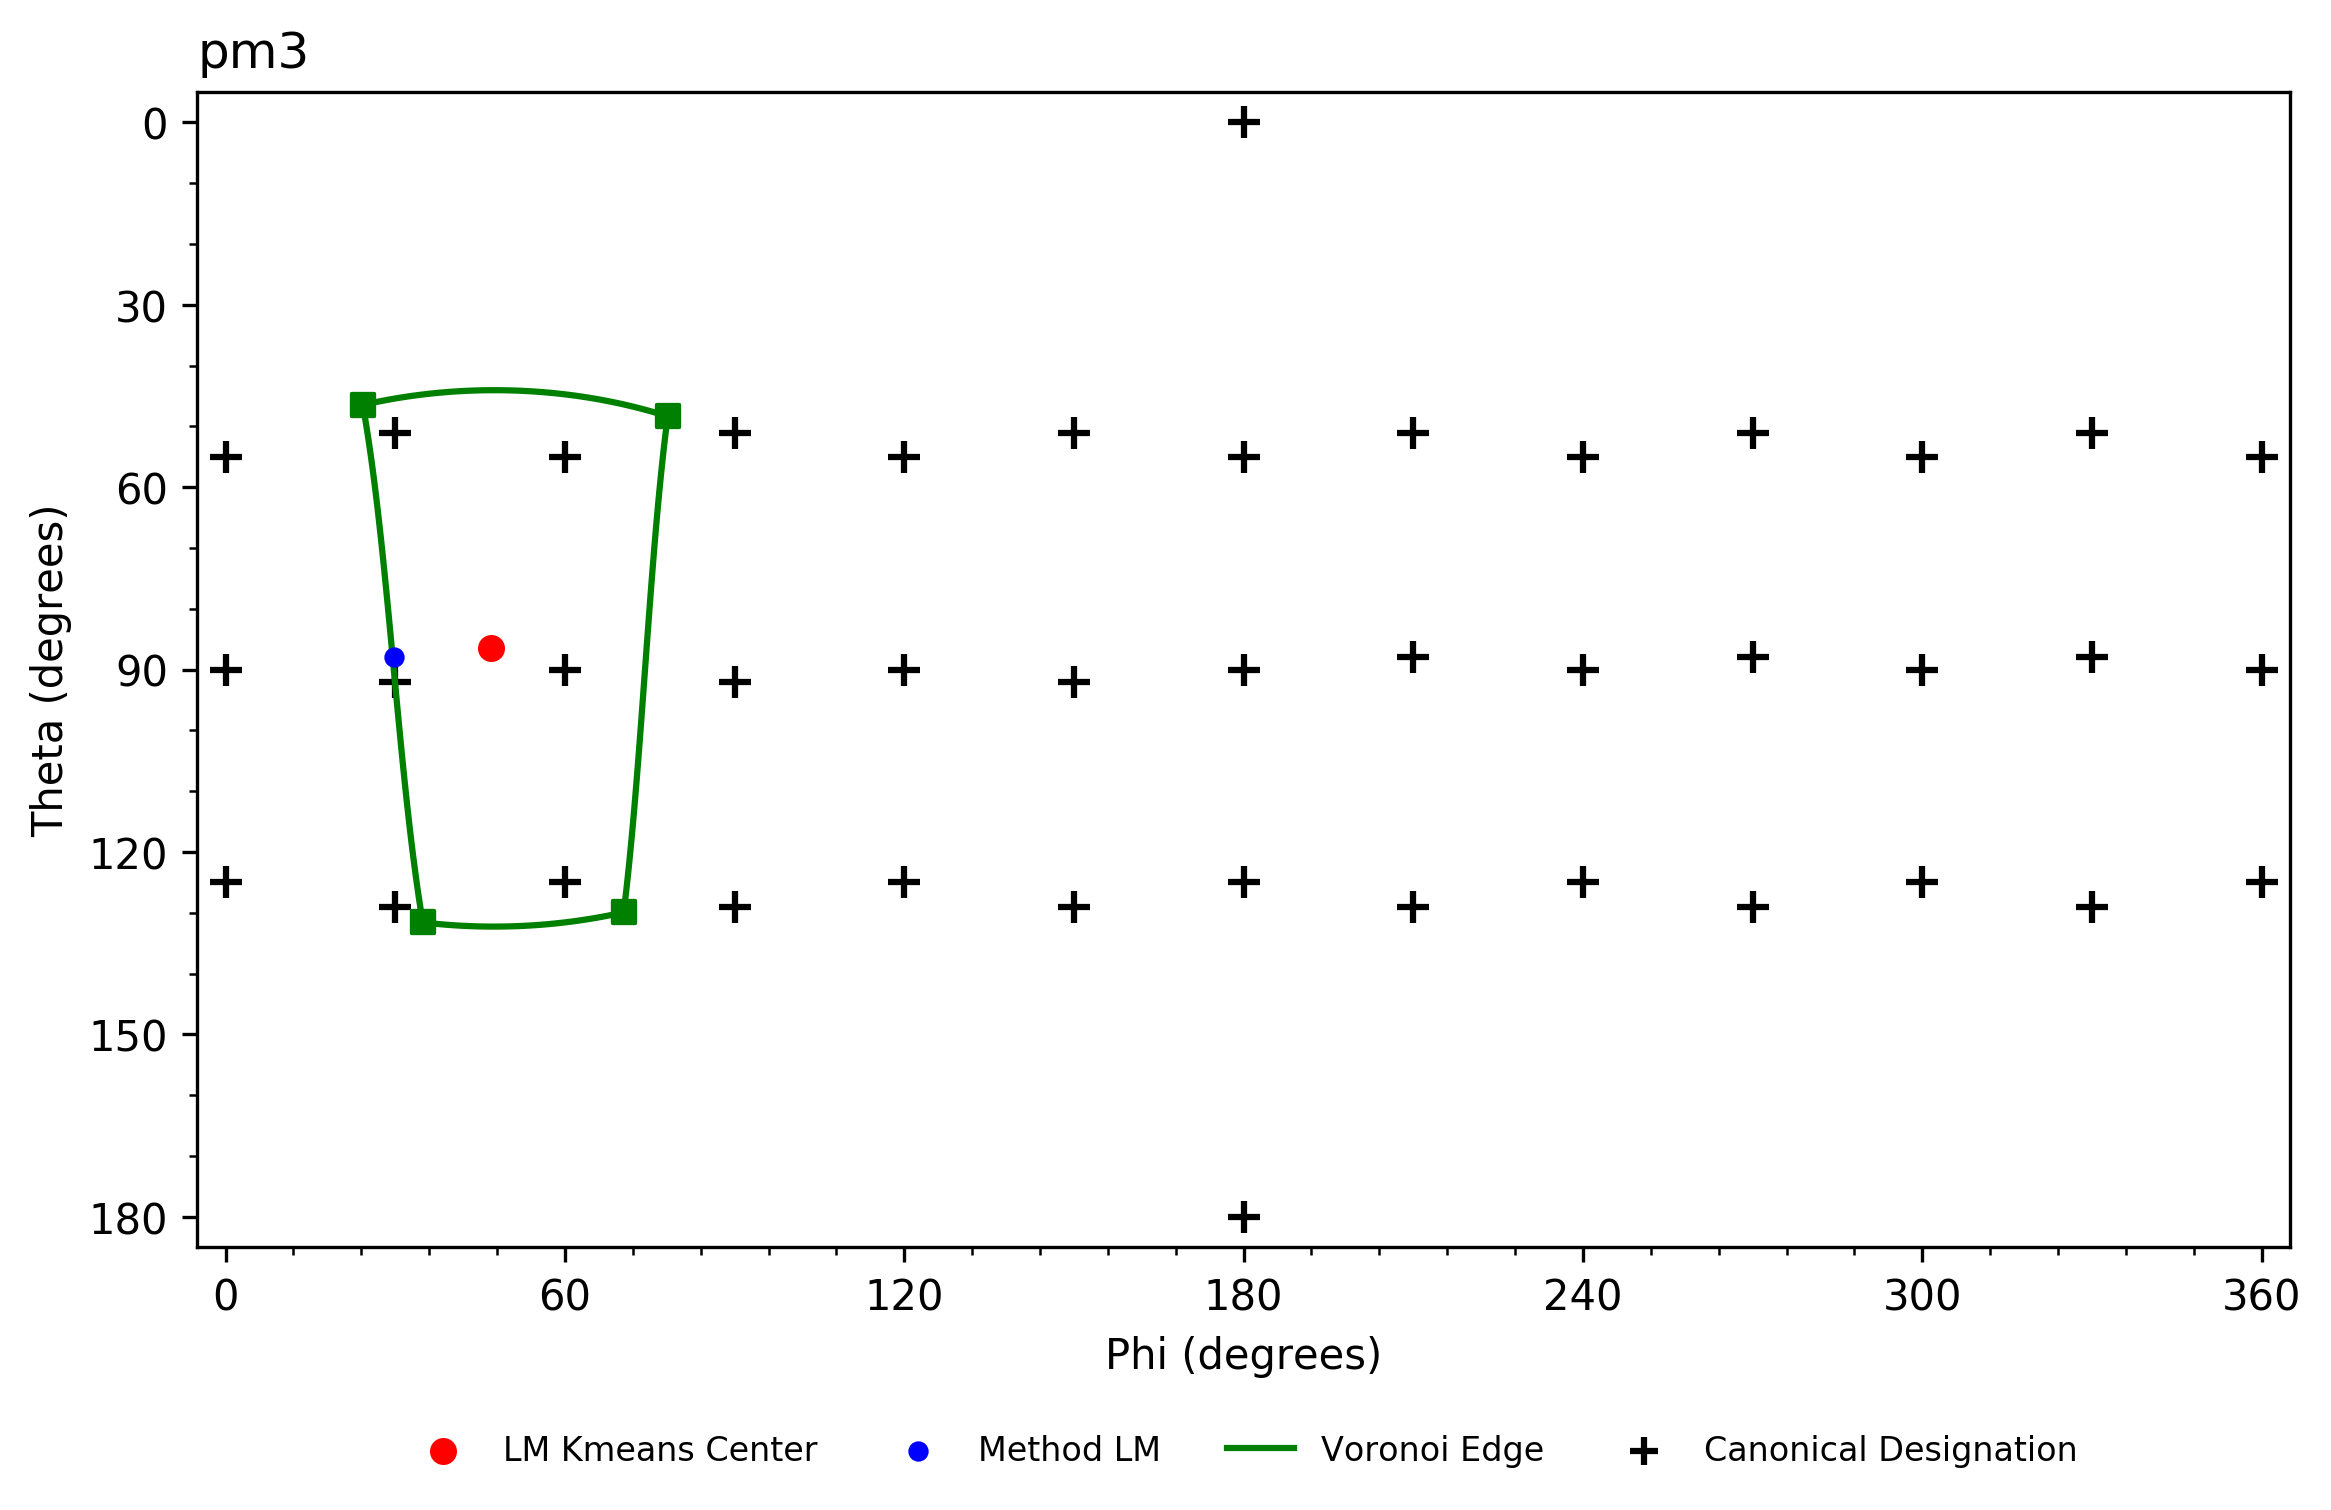 pm3
0
30
60
90
120
150
180
Theta (degrees)
0 60 120 180 240 300 360
Phi (degrees)
LM Kmeans Center Method LM Voronoi Edge Canonical Designation